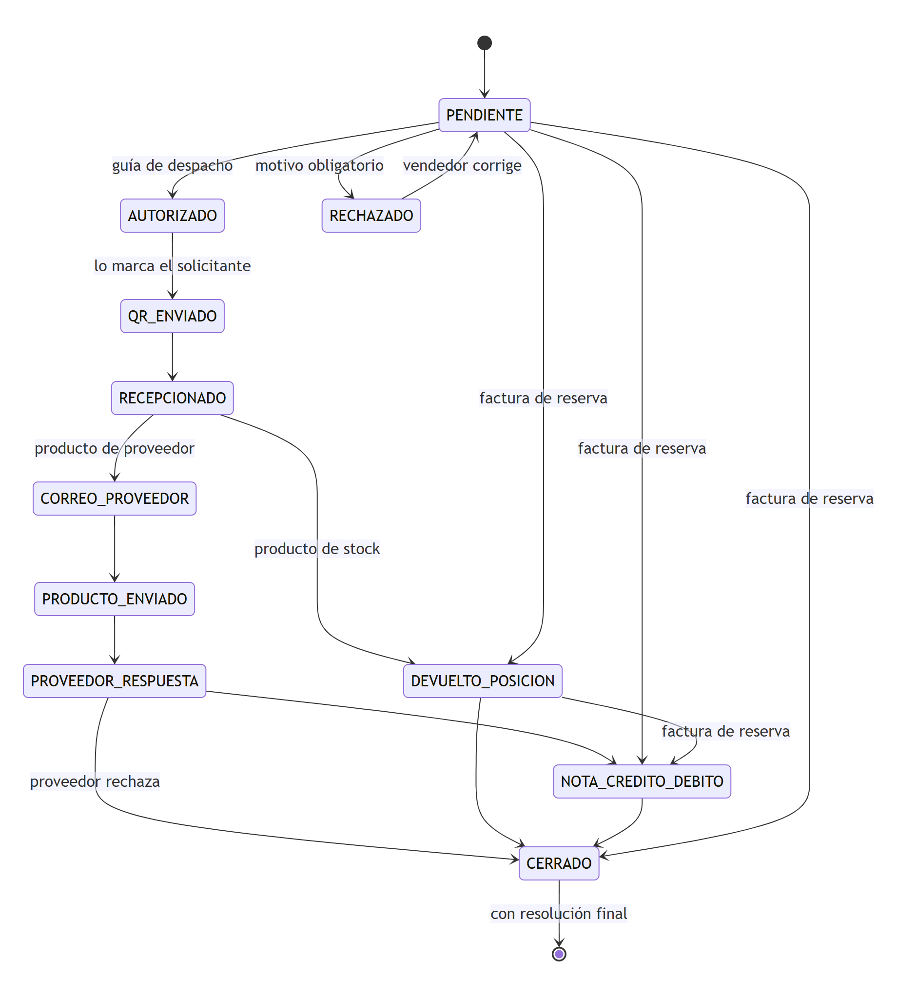 PENDIENTE
guía de despacho
motivo obligatorio
vendedor corrige
AUTORIZADO
RECHAZADO
lo marca el solicitante
QR_ENVIADO
RECEPCIONADO
factura de reserva
producto de proveedor
factura de reserva
CORREO_PROVEEDOR
factura de reserva
producto de stock
PRODUCTO_ENVIADO
PROVEEDOR_RESPUESTA
DEVUELTO_POSICION
factura de reserva
proveedor rechaza
NOTA_CREDITO_DEBITO
CERRADO
con resolución final